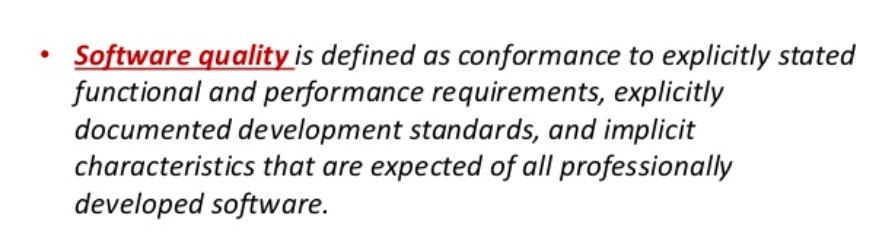 • Software quality is defined as conformance to explicitly stated
functional and performance requirements, explicitly
documented development standards, and implicit
characteristics that are expected of all professionally
developed software.